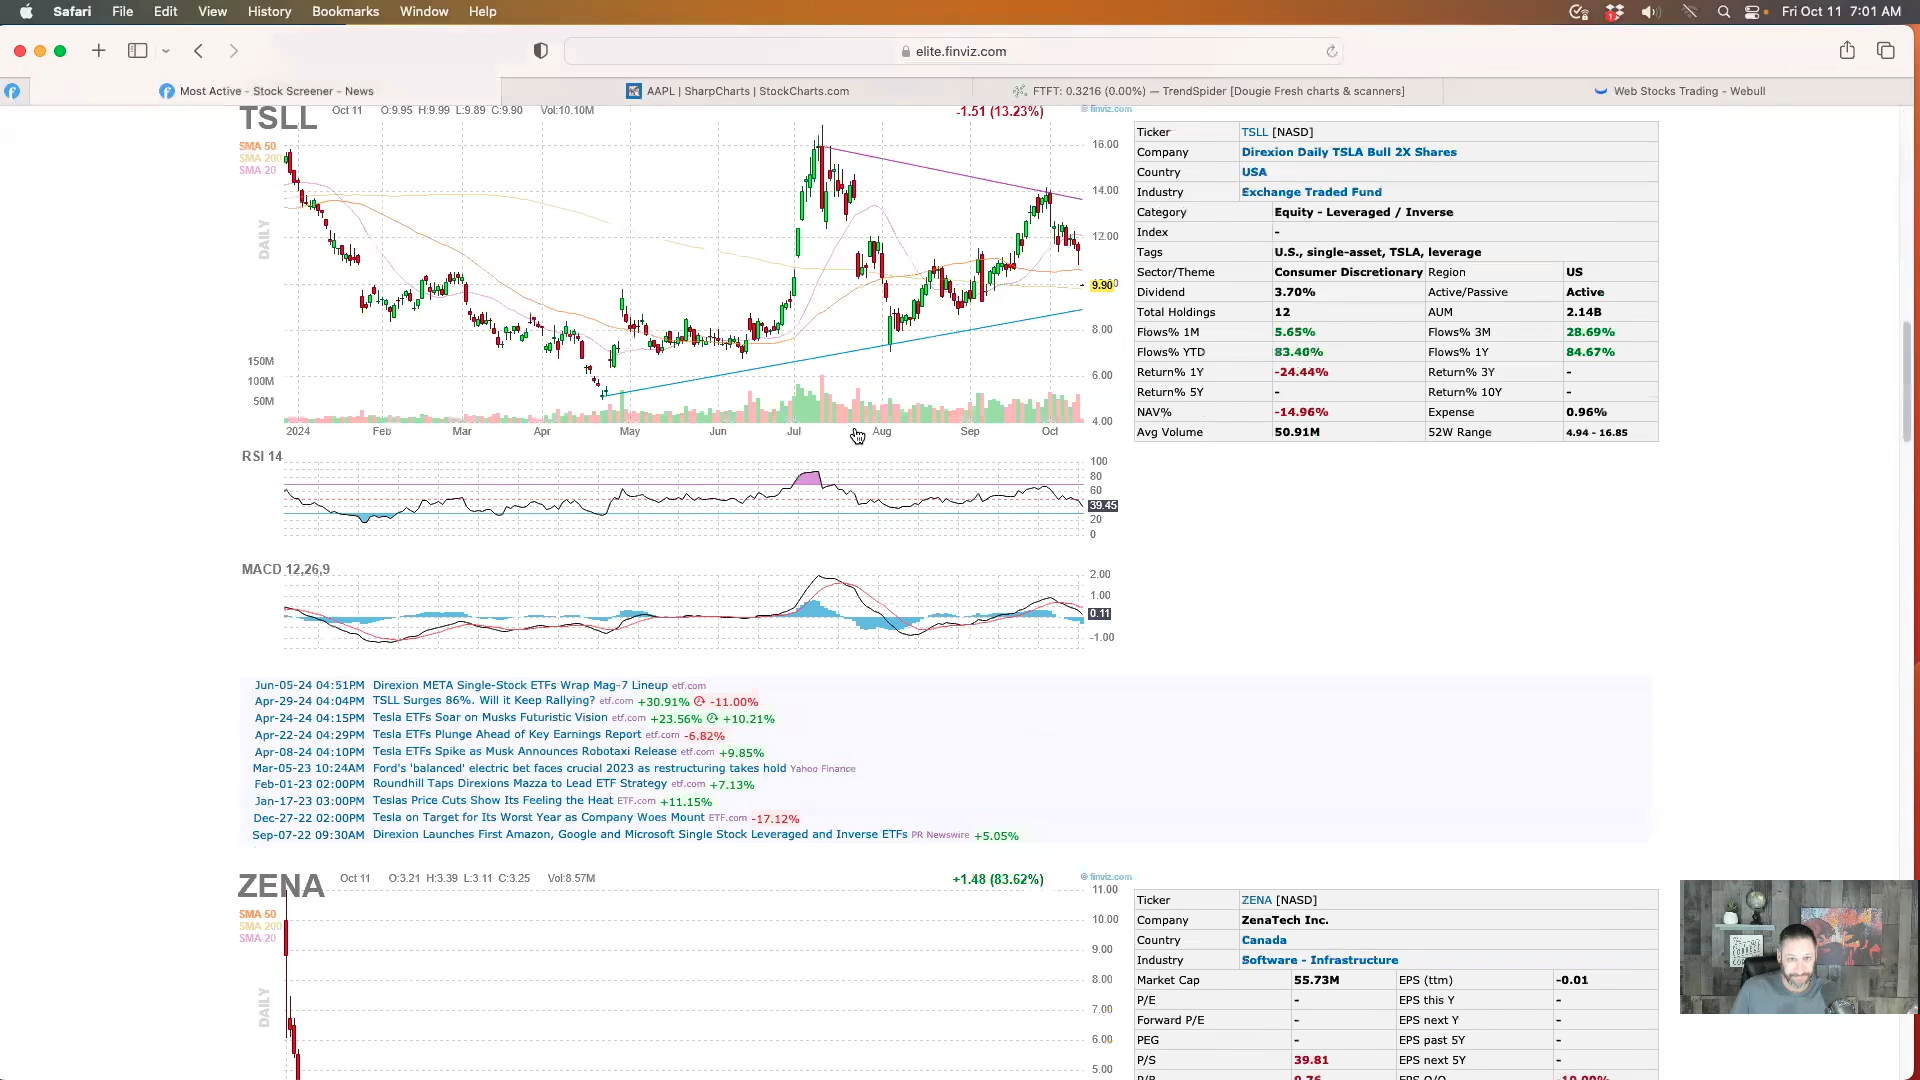 Safari File Edit View History Bookmarks Window Help Fri Oct 11 7:01 AM
elite.finviz.com
Most Active - Stock Screener - News AAPL | SharpCharts | StockCharts.com FTFT: 0.3216 (0.00%) — TrendSpider [Dougie Fresh charts & scanners] Web Stocks Trading - Webull
TSLL Oct 11 O:9.95 H:9.99 L:9.89 C:9.90 Vol:10.10M -1.51 (13.23%) © finviz.com
SMA 50
SMA 200
SMA 20
DAILY
16.00
14.00
12.00
9.90
8.00
6.00
4.00
150M
100M
50M
2024 Feb Mar Apr May Jun Jul Aug Sep Oct
RSI 14
100
80
60
39.45
20
0
MACD 12,26,9
2.00
1.00
0.11
-1.00
Ticker TSLL [NASD]
Company Direxion Daily TSLA Bull 2X Shares
Country USA
Industry Exchange Traded Fund
Category Equity - Leveraged / Inverse
Index -
Tags U.S., single-asset, TSLA, leverage
Sector/Theme Consumer Discretionary Region US
Dividend 3.70% Active/Passive Active
Total Holdings 12 AUM 2.14B
Flows% 1M 5.65% Flows% 3M 28.69%
Flows% YTD 83.40% Flows% 1Y 84.67%
Return% 1Y -24.44% Return% 3Y -
Return% 5Y - Return% 10Y -
NAV% -14.96% Expense 0.96%
Avg Volume 50.91M 52W Range 4.94 - 16.85
Jun-05-24 04:51PM Direxion META Single-Stock ETFs Wrap Mag-7 Lineup etf.com
Apr-29-24 04:04PM TSLL Surges 86%. Will it Keep Rallying? etf.com +30.91% -11.00%
Apr-24-24 04:15PM Tesla ETFs Soar on Musks Futuristic Vision etf.com +23.56% +10.21%
Apr-22-24 04:29PM Tesla ETFs Plunge Ahead of Key Earnings Report etf.com -6.82%
Apr-08-24 04:10PM Tesla ETFs Spike as Musk Announces Robotaxi Release etf.com +9.85%
Mar-05-23 10:24AM Ford's 'balanced' electric bet faces crucial 2023 as restructuring takes hold Yahoo Finance
Feb-01-23 02:00PM Roundhill Taps Direxions Mazza to Lead ETF Strategy etf.com +7.13%
Jan-17-23 03:00PM Teslas Price Cuts Show Its Feeling the Heat ETF.com +11.15%
Dec-27-22 02:00PM Tesla on Target for Its Worst Year as Company Woes Mount ETF.com -17.12%
Sep-07-22 09:30AM Direxion Launches First Amazon, Google and Microsoft Single Stock Leveraged and Inverse ETFs PR Newswire +5.05%
ZENA Oct 11 O:3.21 H:3.39 L:3.11 C:3.25 Vol:8.57M +1.48 (83.62%) © finviz.com
SMA 50
SMA 200
SMA 20
DAILY
11.00
10.00
9.00
8.00
7.00
6.00
5.00
Ticker ZENA [NASD]
Company ZenaTech Inc.
Country Canada
Industry Software - Infrastructure
Market Cap 55.73M EPS (ttm) -0.01
P/E - EPS this Y -
Forward P/E - EPS next Y -
PEG - EPS past 5Y -
P/S 39.81 EPS next 5Y -